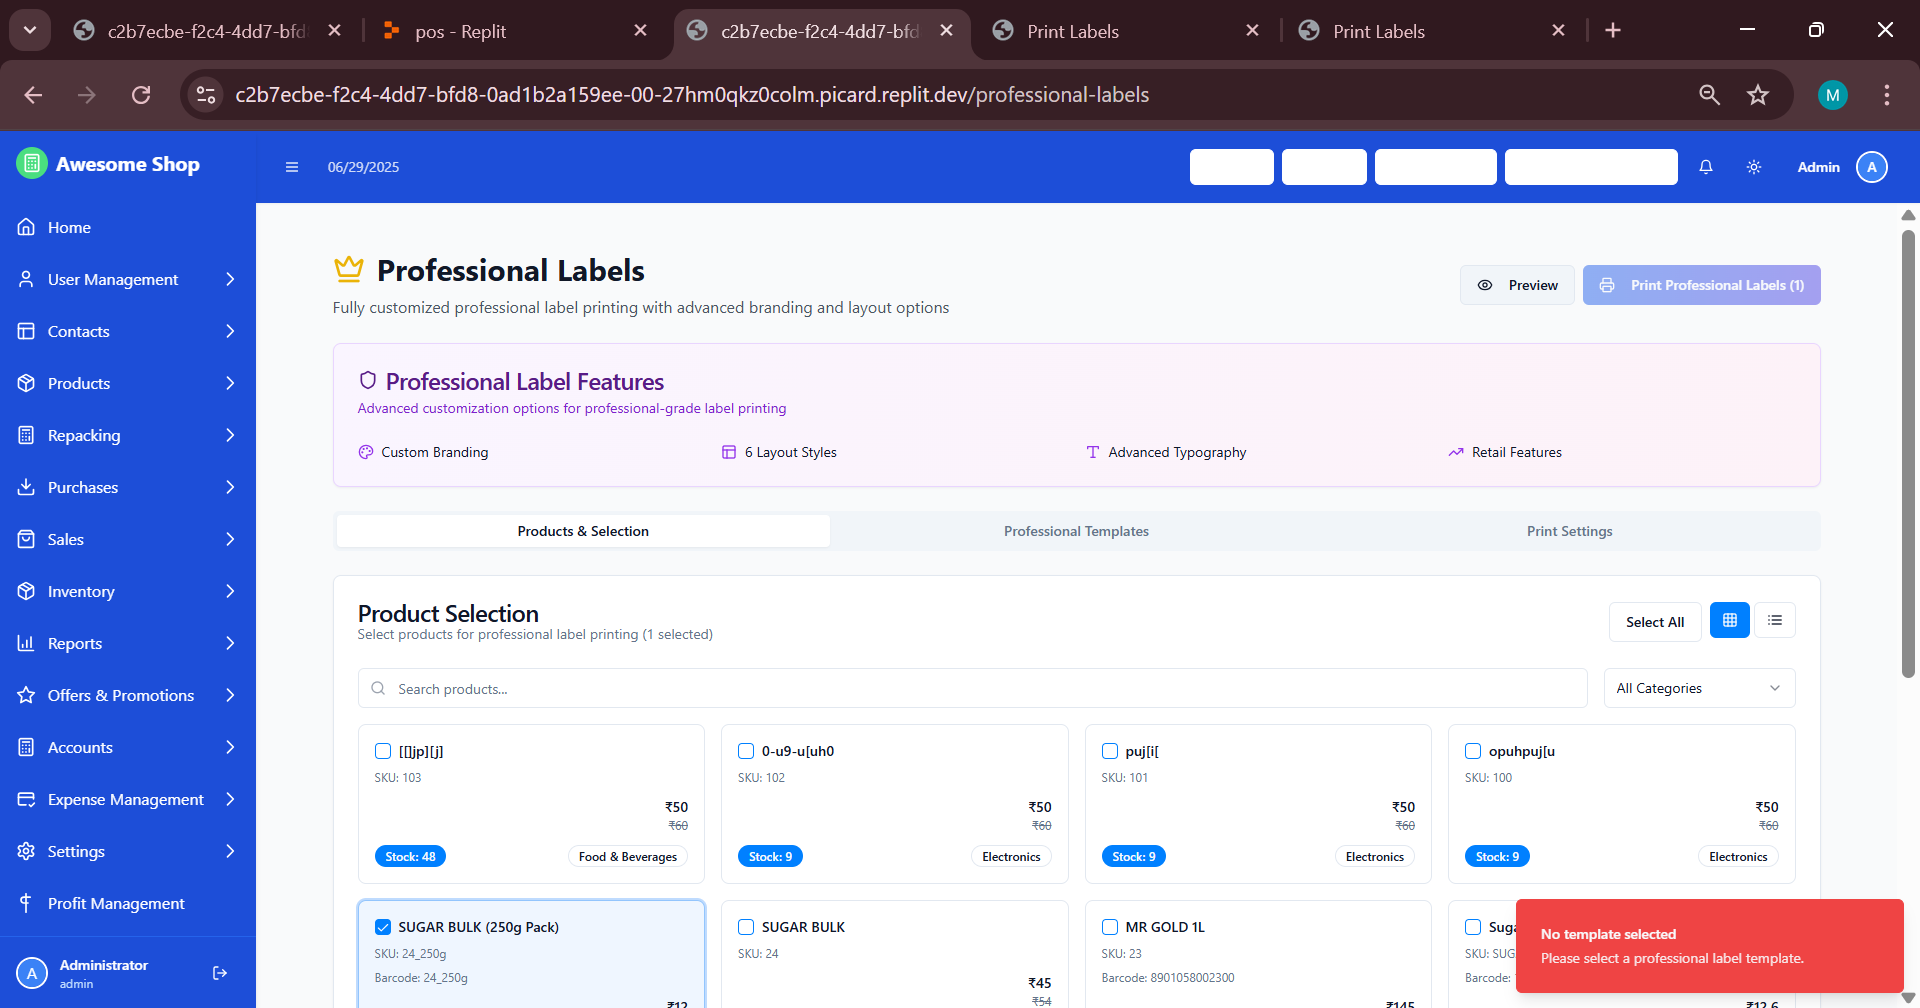 c2b7ecbe-f2c4-4dd7-bfd
pos - Replit
c2b7ecbe-f2c4-4dd7-bfd
Print Labels
Print Labels
c2b7ecbe-f2c4-4dd7-bfd8-0ad1b2a159ee-00-27hm0qkz0colm.picard.replit.dev/professional-labels
M
Awesome Shop
06/29/2025
Admin
A
Home
User Management
Contacts
Products
Repacking
Purchases
Sales
Inventory
Reports
Offers & Promotions
Accounts
Expense Management
Settings
Profit Management
A
Administrator
admin
Professional Labels
Fully customized professional label printing with advanced branding and layout options
Preview
Print Professional Labels (1)
Professional Label Features
Advanced customization options for professional-grade label printing
Custom Branding
6 Layout Styles
Advanced Typography
Retail Features
Products & Selection
Professional Templates
Print Settings
Product Selection
Select products for professional label printing (1 selected)
Select All
Search products...
All Categories
[[]jp][j]
SKU: 103
₹50
₹60
Stock: 48
Food & Beverages
0-u9-u[uh0
SKU: 102
₹50
₹60
Stock: 9
Electronics
puj[i[
SKU: 101
₹50
₹60
Stock: 9
Electronics
opuhpuj[u
SKU: 100
₹50
₹60
Stock: 9
Electronics
SUGAR BULK (250g Pack)
SKU: 24_250g
Barcode: 24_250g
₹12
SUGAR BULK
SKU: 24
₹45
₹54
MR GOLD 1L
SKU: 23
Barcode: 8901058002300
₹145
Suga
SKU: SUG
Barcode:
₹12.6
No template selected
Please select a professional label template.